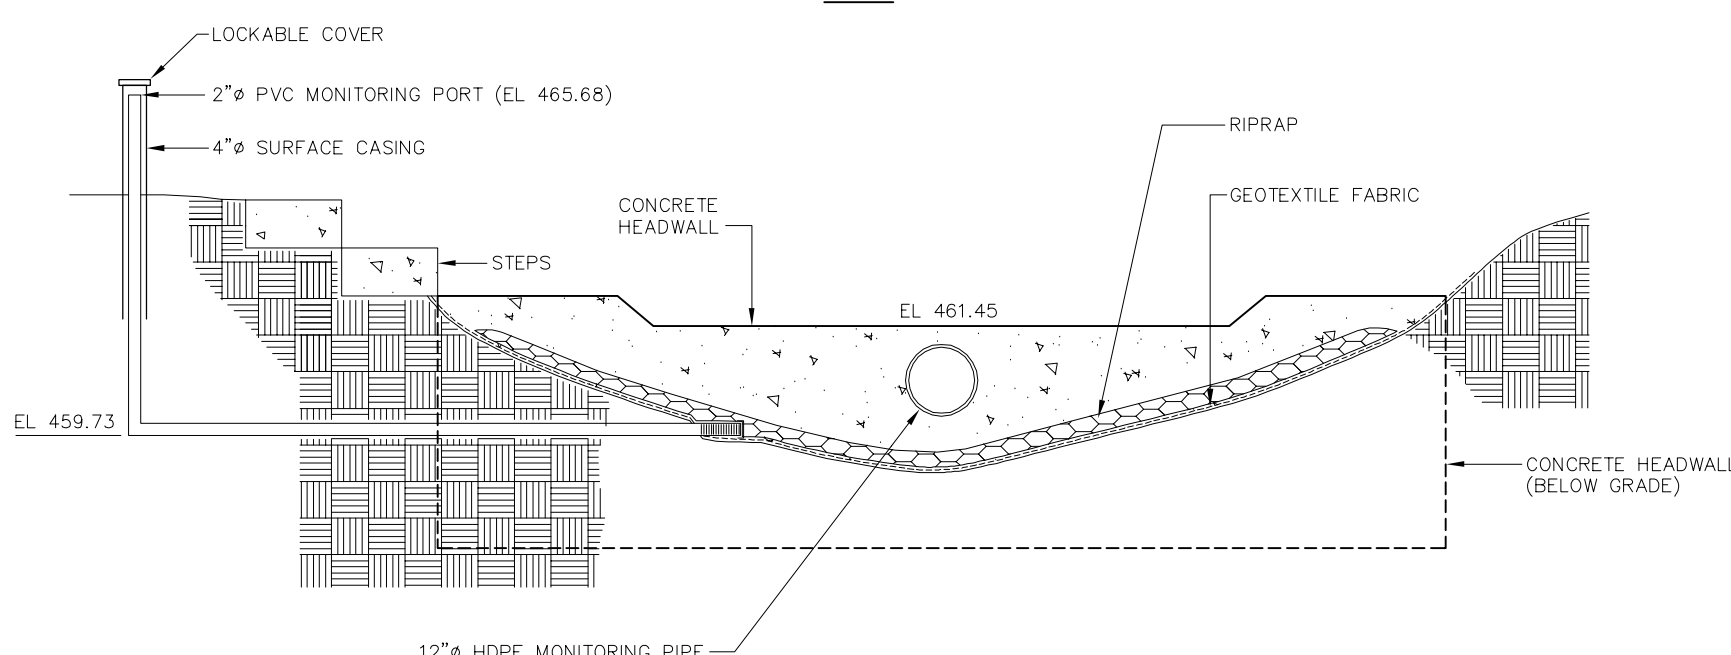 LOCKABLE COVER
2"ø PVC MONITORING PORT (EL 465.68)
4"ø SURFACE CASING
RIPRAP
GEOTEXTILE FABRIC
CONCRETE
HEADWALL
STEPS
EL 461.45
EL 459.73
CONCRETE HEADWALL
(BELOW GRADE)
12"ø HDPE MONITORING PIPE